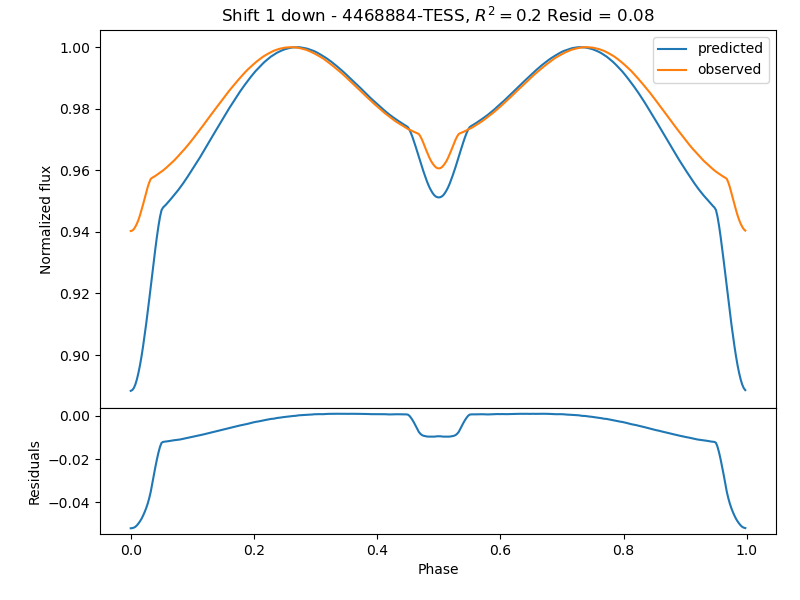 Shift 1 down - 4468884-TESS, R² = 0.2 Resid = 0.08
predicted
observed
Normalized flux
1.00
0.98
0.96
0.94
0.92
0.90
Residuals
0.00
−0.02
−0.04
0.0 0.2 0.4 0.6 0.8 1.0
Phase